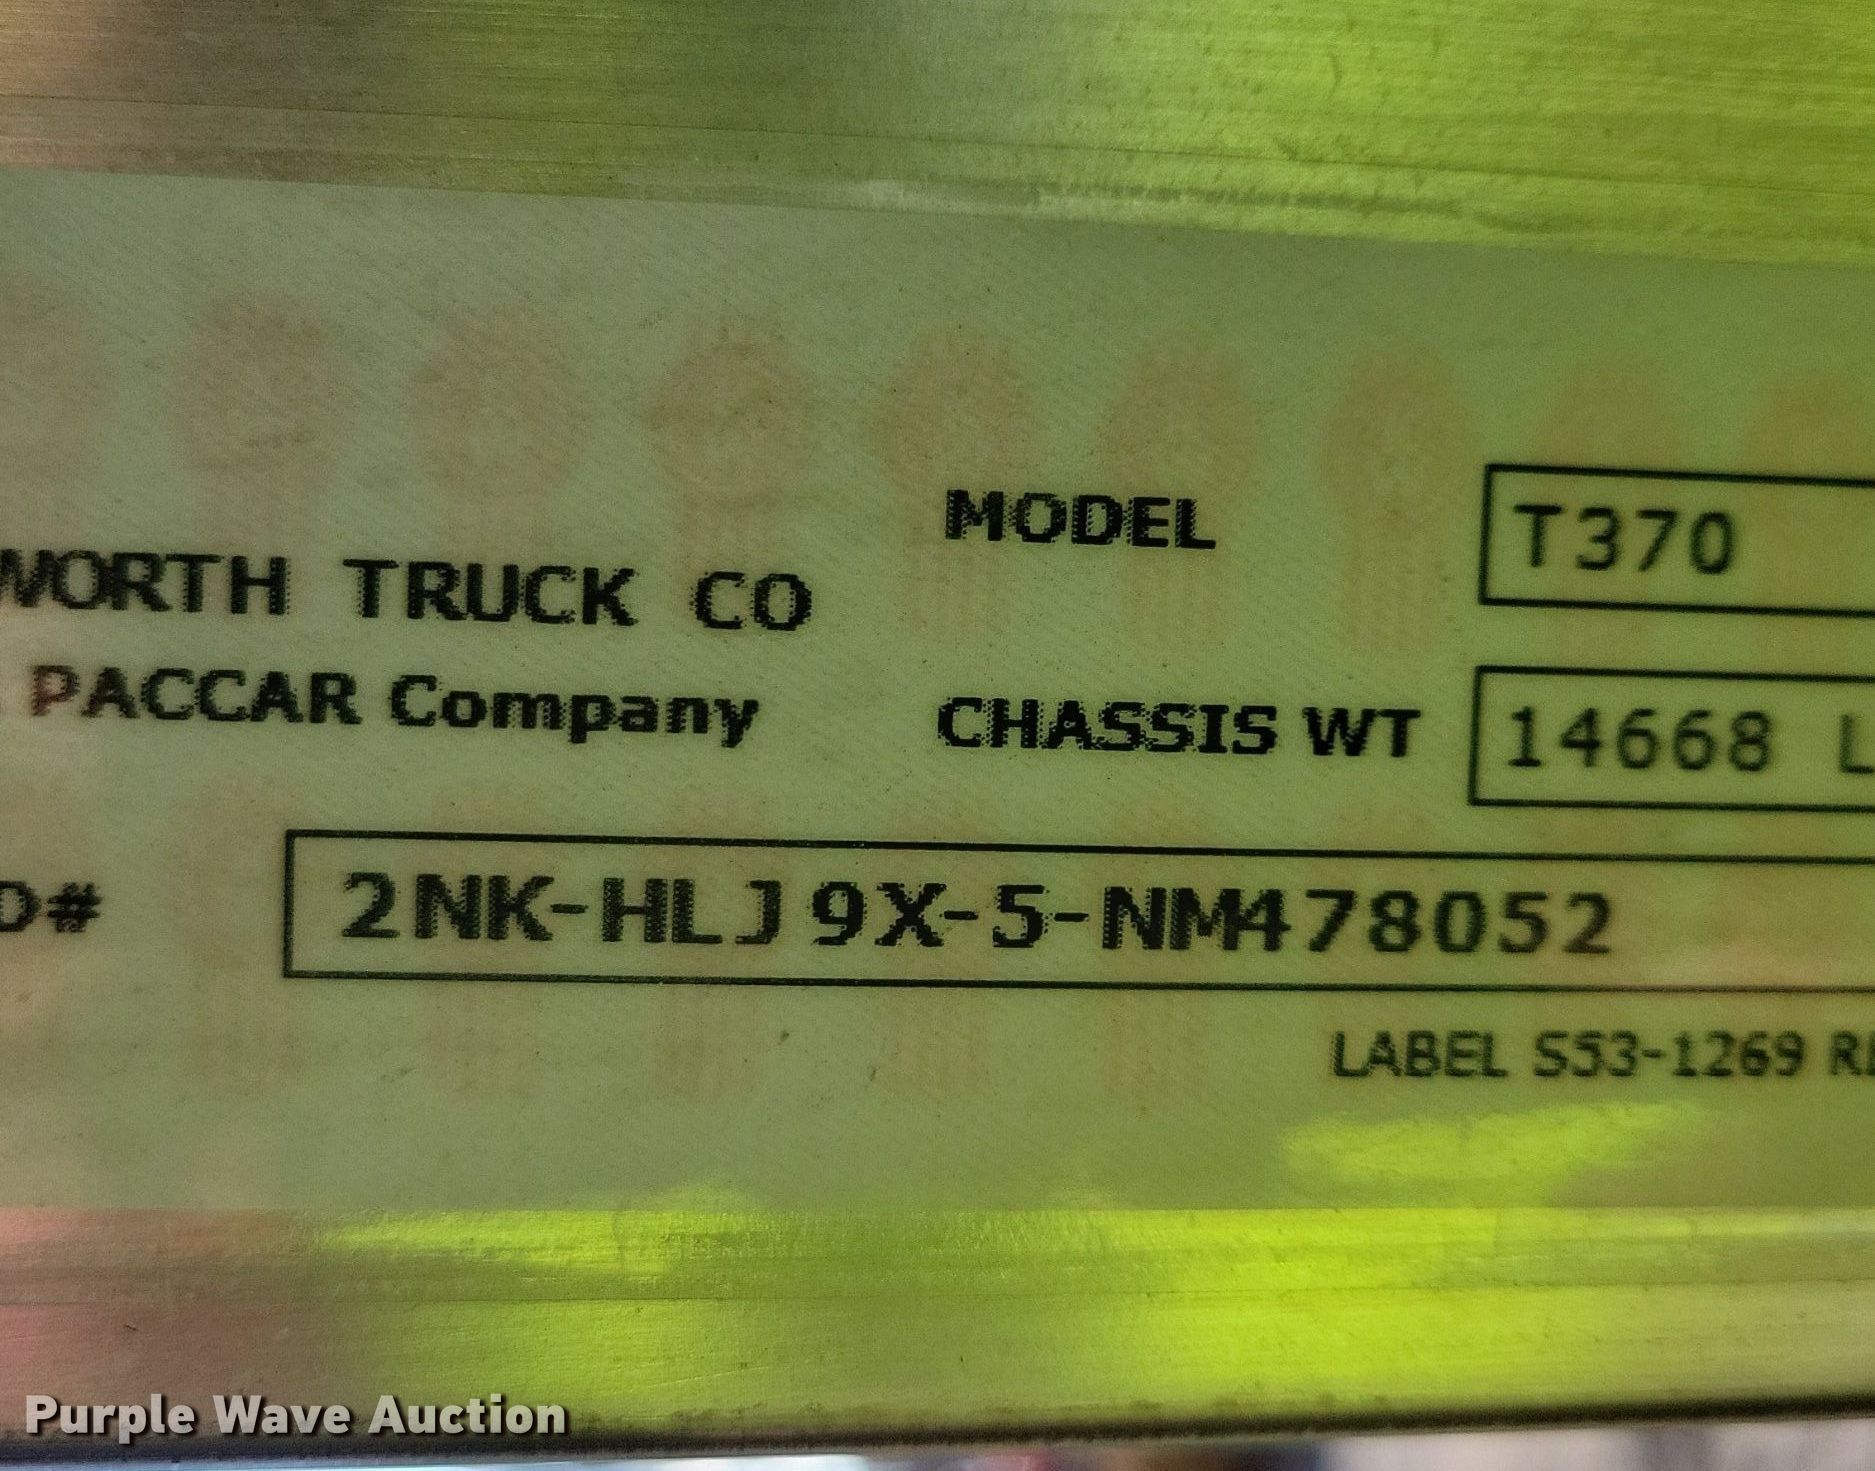 MODEL T370
WORTH TRUCK CO
PACCAR Company
CHASSIS WT 14668 L
D# 2NK-HLJ9X-5-NM478052
LABEL S53-1269 R
Purple Wave Auction